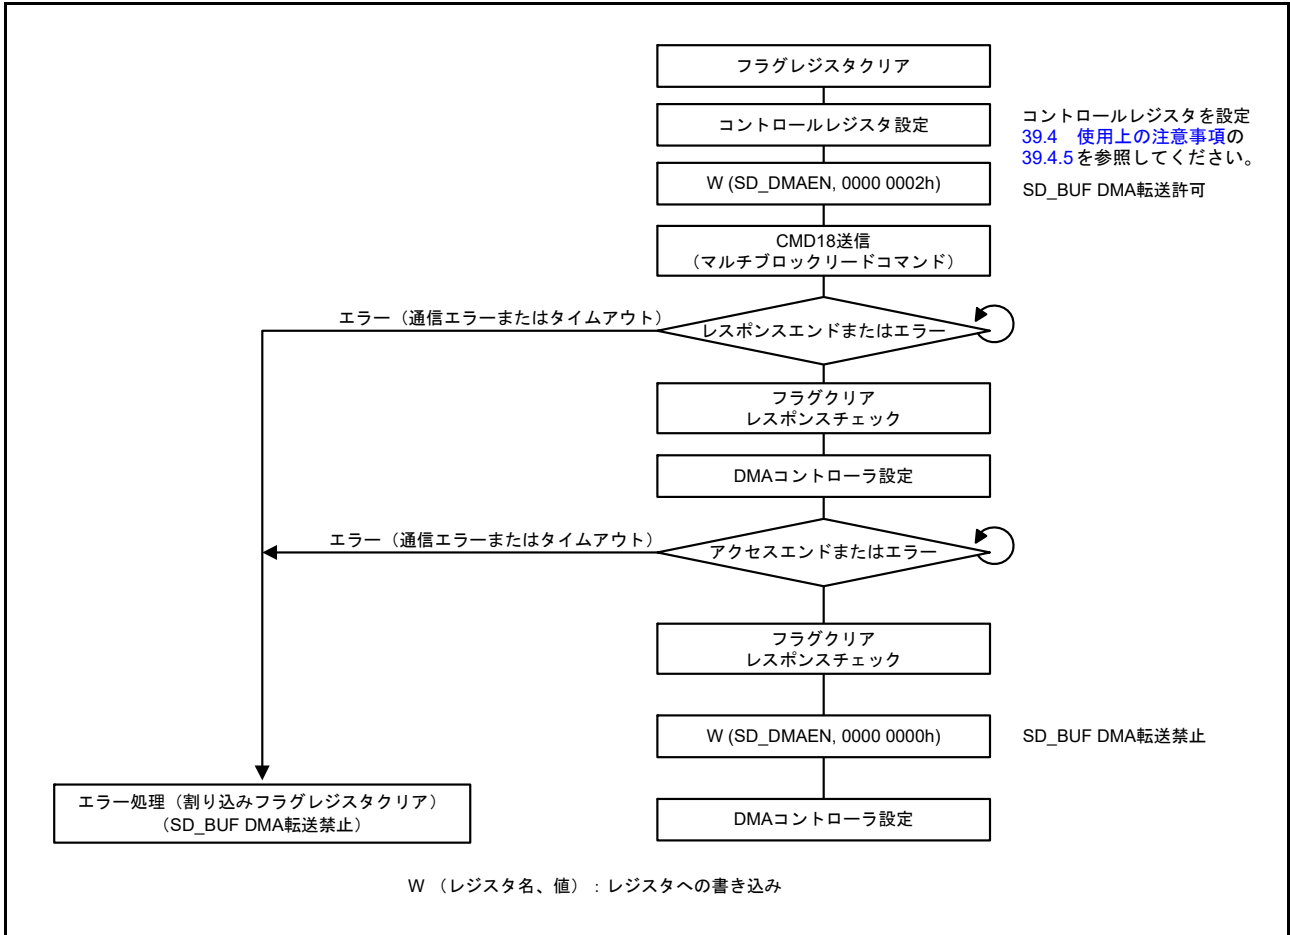 フラグレジスタクリア
コントロールレジスタ設定
コントロールレジスタを設定
39.4 使用上の注意事項の
39.4.5を参照してください。
W (SD_DMAEN, 0000 0002h)
SD_BUF DMA転送許可
CMD18送信
（マルチブロックリードコマンド）
エラー（通信エラーまたはタイムアウト）
レスポンスエンドまたはエラー
フラグクリア
レスポンスチェック
DMAコントローラ設定
エラー（通信エラーまたはタイムアウト）
アクセスエンドまたはエラー
フラグクリア
レスポンスチェック
W (SD_DMAEN, 0000 0000h)
SD_BUF DMA転送禁止
エラー処理（割り込みフラグレジスタクリア）
（SD_BUF DMA転送禁止）
DMAコントローラ設定
W （レジスタ名、値）：レジスタへの書き込み